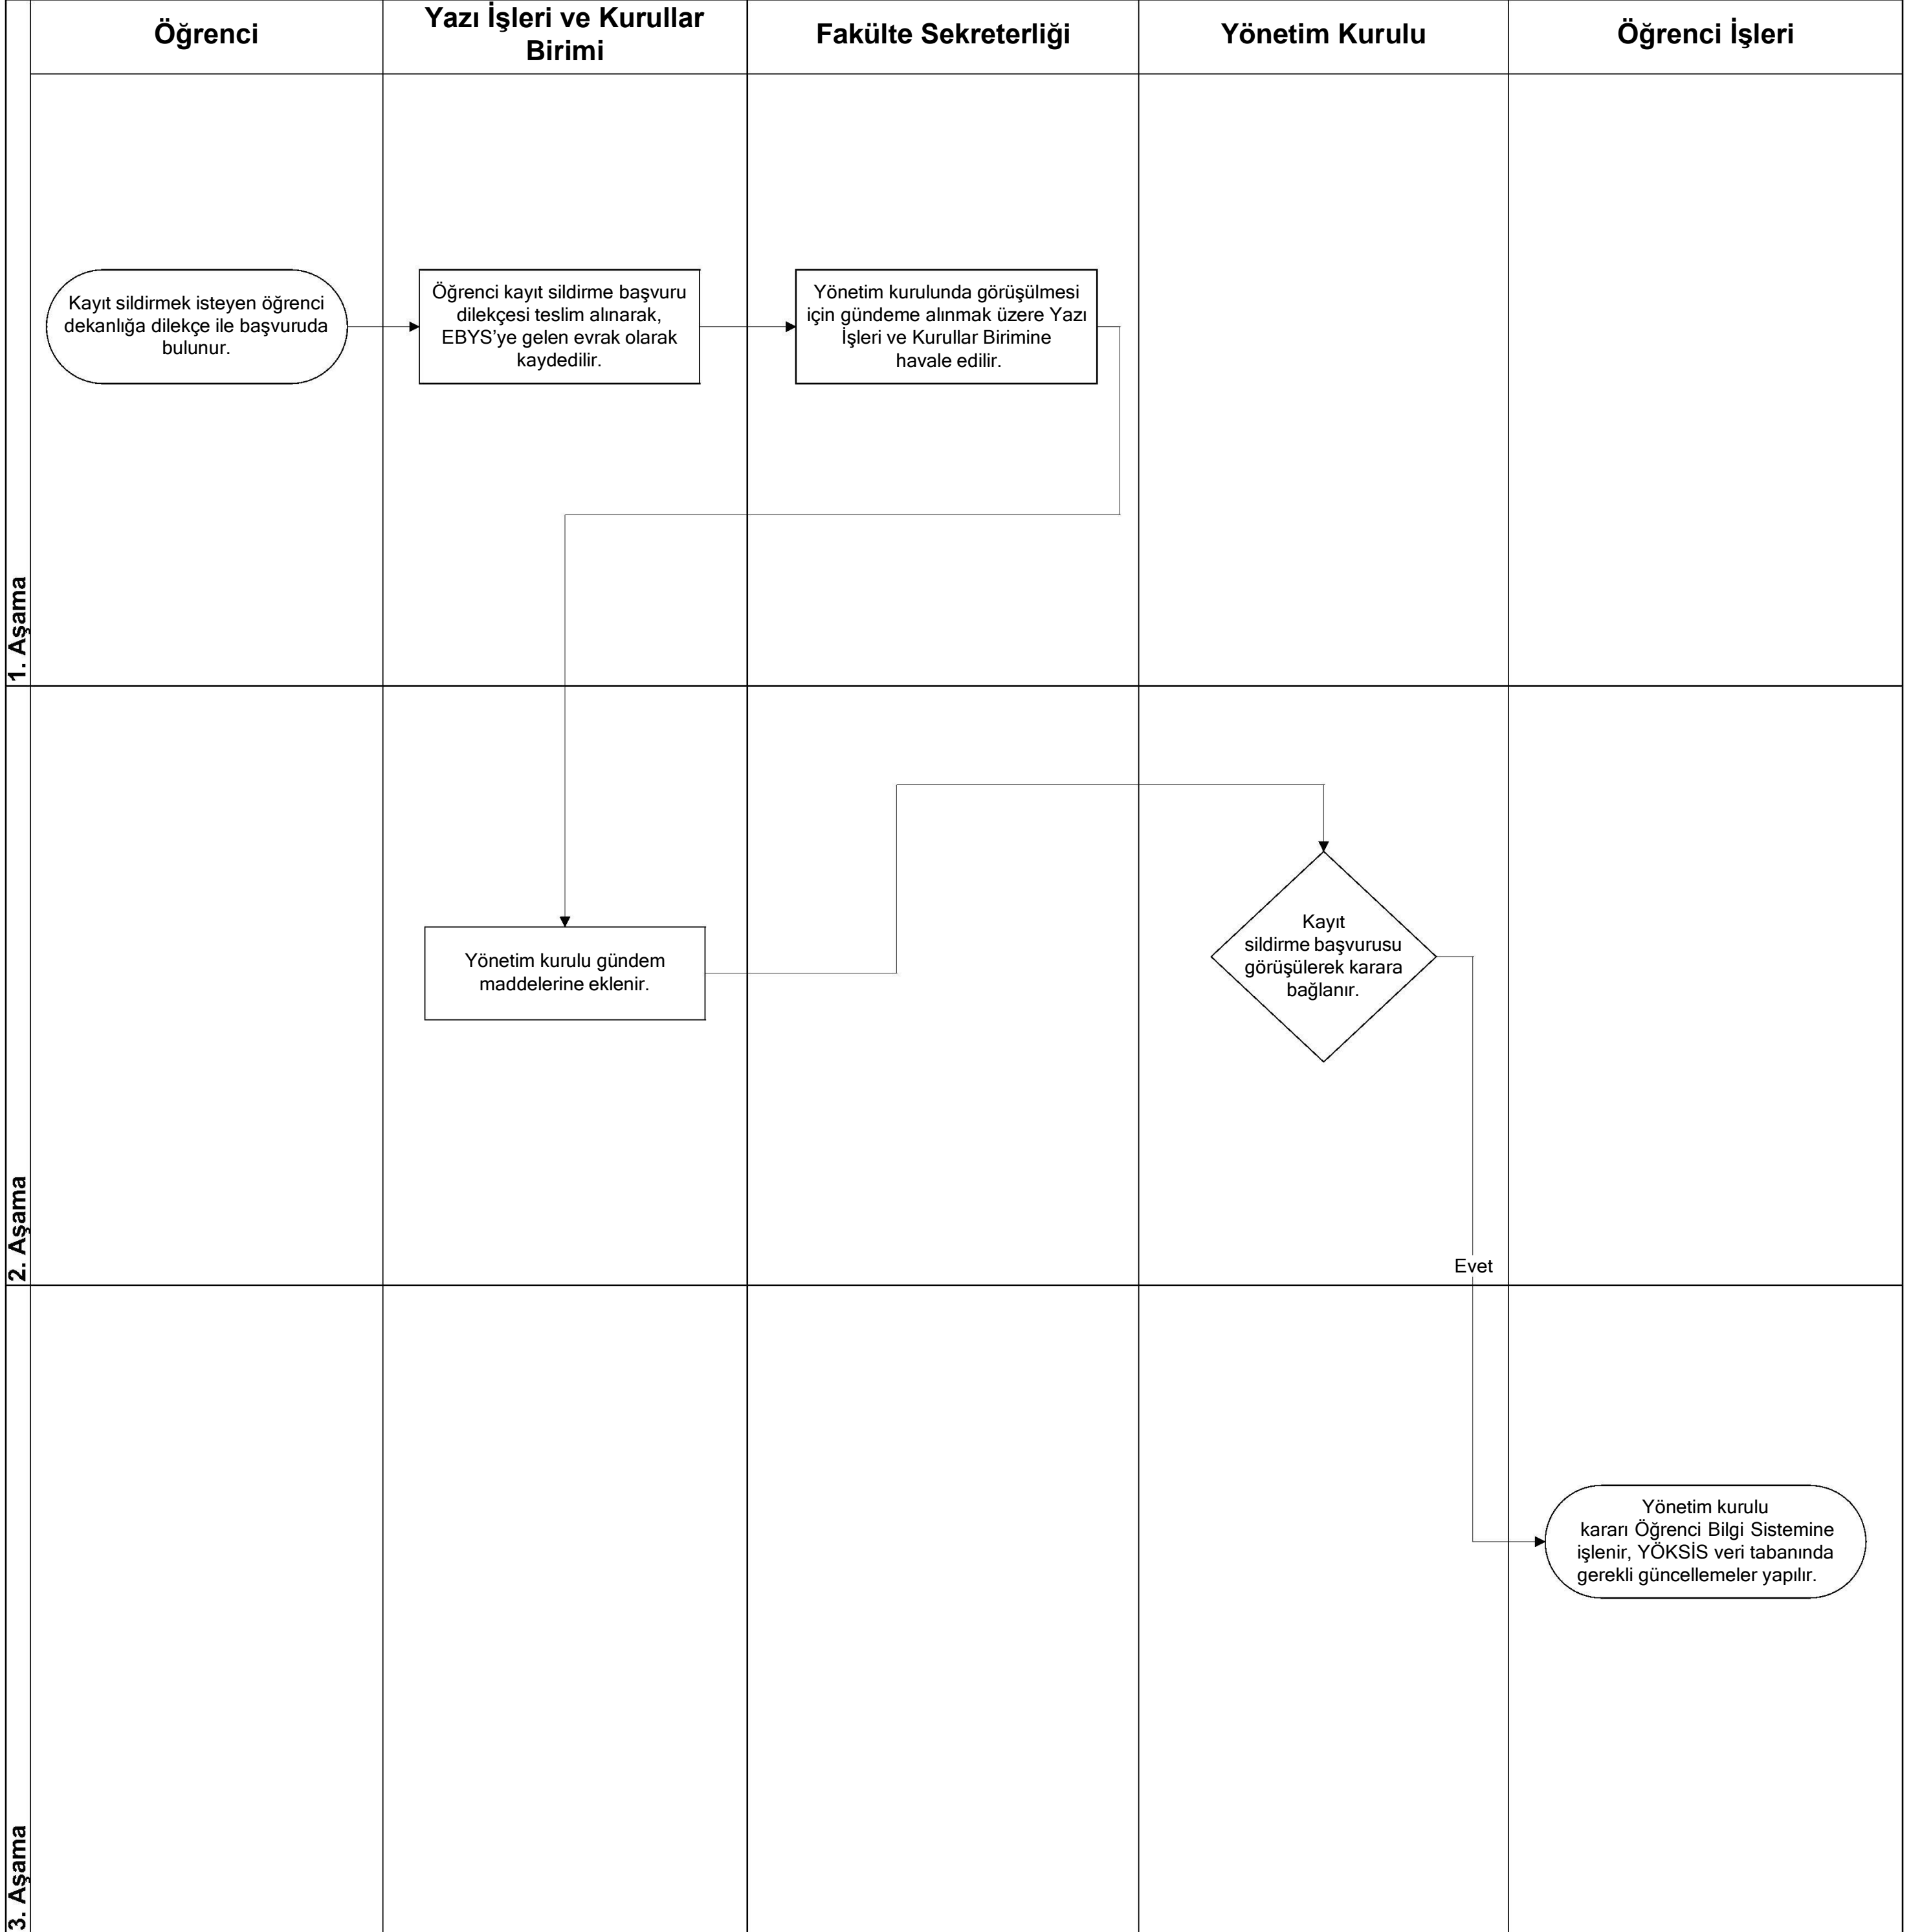 Öğrenci
Yazı İşleri ve Kurullar
Birimi
Fakülte Sekreterliği
Yönetim Kurulu
Öğrenci İşleri
1. Aşama
Kayıt sildirmek isteyen öğrenci
dekanlığa dilekçe ile başvuruda
bulunur.
Öğrenci kayıt sildirme başvuru
dilekçesi teslim alınarak,
EBYS’ye gelen evrak olarak
kaydedilir.
Yönetim kurulunda görüşülmesi
için gündeme alınmak üzere Yazı
İşleri ve Kurullar Birimine
havale edilir.
2. Aşama
Yönetim kurulu gündem
maddelerine eklenir.
Kayıt
sildirme başvurusu
görüşülerek karara
bağlanır.
Evet
3. Aşama
Yönetim kurulu
kararı Öğrenci Bilgi Sistemine
işlenir, YÖKSİS veri tabanında
gerekli güncellemeler yapılır.